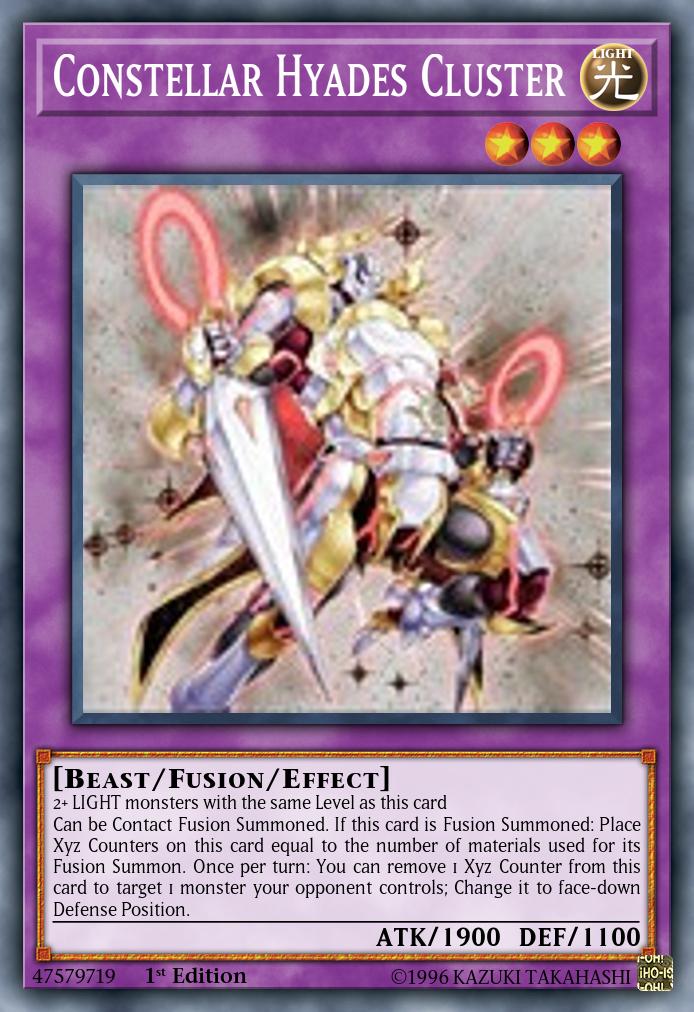 CONSTELLAR HYADES CLUSTER
LIGHT
光
[BEAST/FUSION/EFFECT]
2+ LIGHT monsters with the same Level as this card
Can be Contact Fusion Summoned. If this card is Fusion Summoned: Place
Xyz Counters on this card equal to the number of materials used for its
Fusion Summon. Once per turn: You can remove 1 Xyz Counter from this
card to target 1 monster your opponent controls; Change it to face-down
Defense Position.
ATK/1900 DEF/1100
47579719 1st Edition ©1996 KAZUKI TAKAHASHI